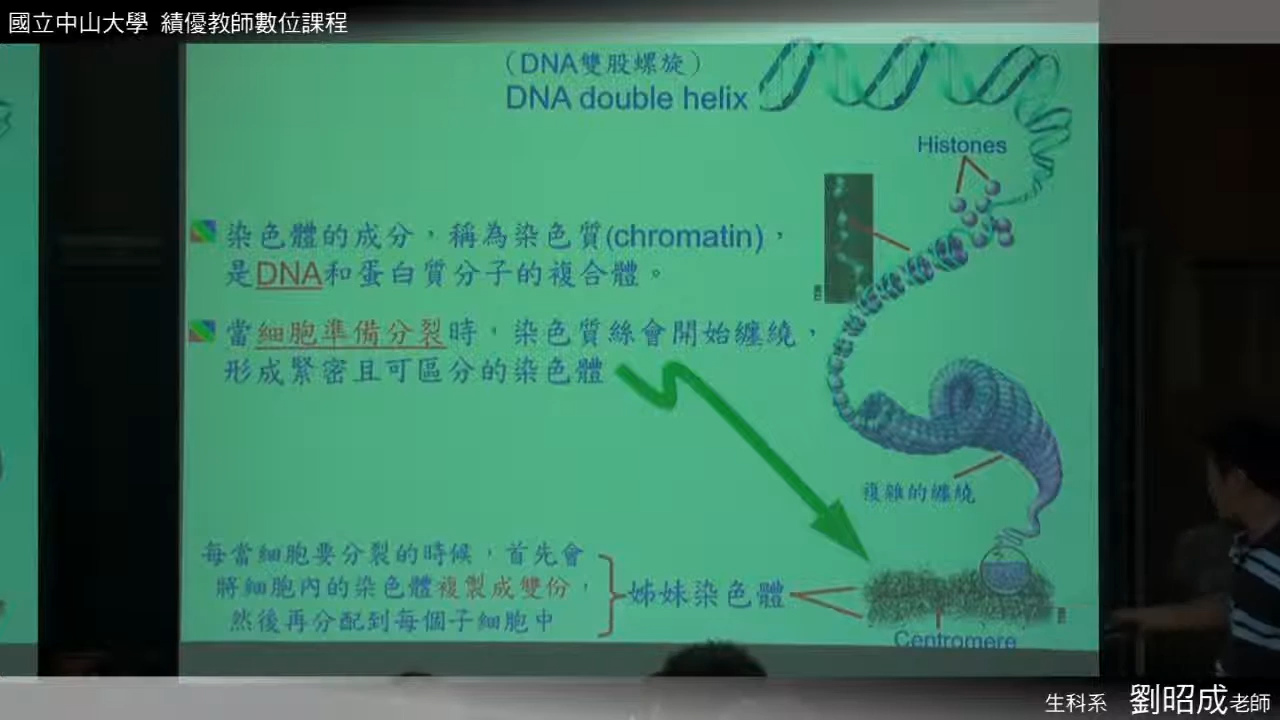 國立中山大學 績優教師數位課程
（DNA雙股螺旋）
DNA double helix
Histones
染色體的成分，稱為染色質(chromatin)，
是DNA和蛋白質分子的複合體。
當細胞準備分裂時，染色質絲會開始纏繞，
形成緊密且可區分的染色體
複雜的纏繞
每當細胞要分裂的時候，首先會
將細胞內的染色體複製成雙份，
然後再分配到每個子細胞中
姊妹染色體
Centromere
生科系 劉昭成老師